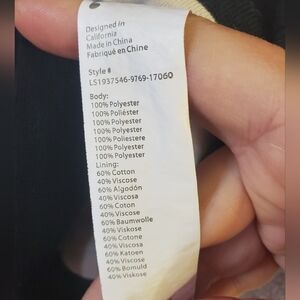 Designed in
California
Made in China
Fabriqué en Chine
Style #
LS1937546-9769-17060
Body:
100% Polyester
100% Poliéster
100% Polyester
100% Polyester
100% Poliestere
100% Polyester
100% Polyester
Lining:
60% Cotton
40% Viscose
60% Algodón
40% Viscosa
60% Coton
40% Viscose
60% Baumwolle
40% Viskose
60% Cotone
40% Viscosa
60% Katoen
40% Viscose
60% Bomuld
40% Viskose